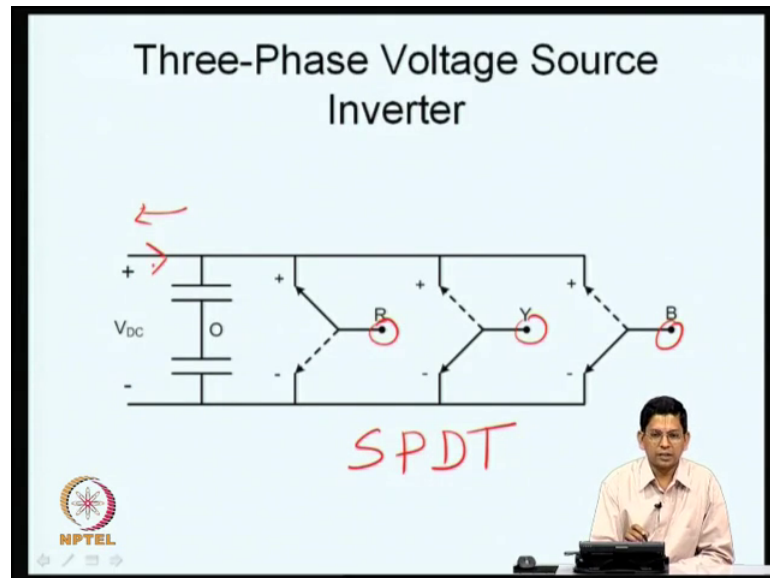 Three-Phase Voltage Source
Inverter
+ + + +
R Y B
VDC O
- - - -
SPDT
NPTEL